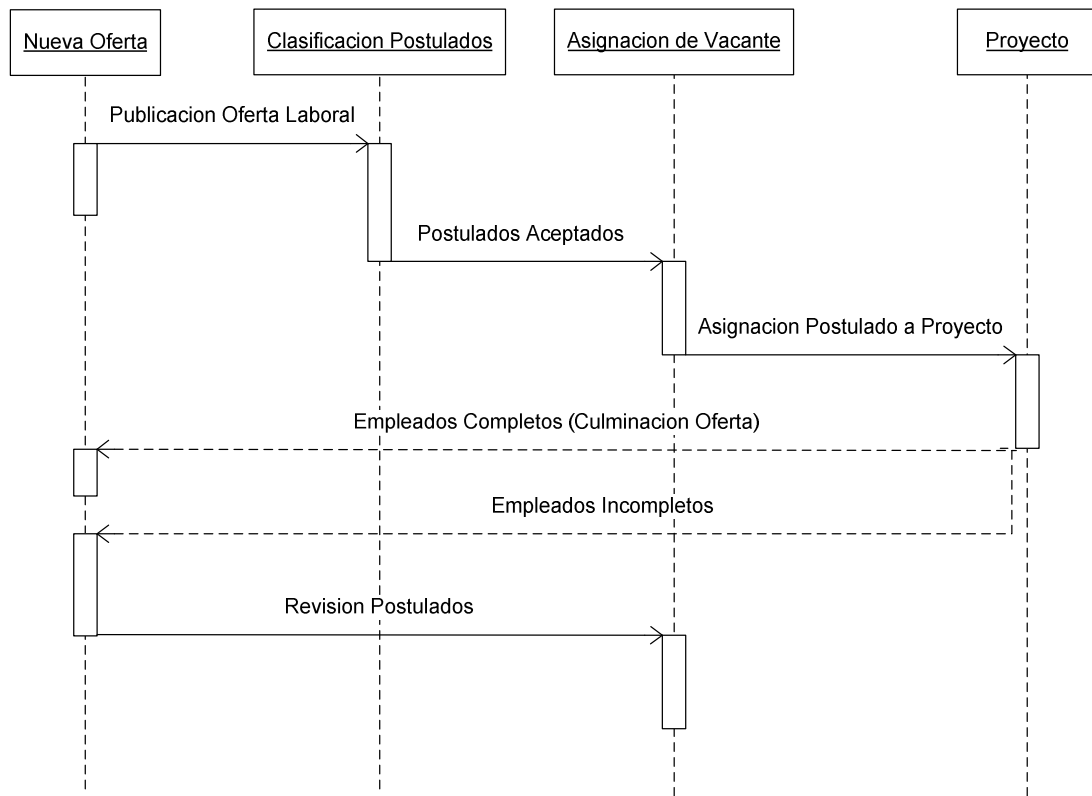 Nueva Oferta
Clasificacion Postulados
Asignacion de Vacante
Proyecto
Publicacion Oferta Laboral
Postulados Aceptados
Asignacion Postulado a Proyecto
Empleados Completos (Culminacion Oferta)
Empleados Incompletos
Revision Postulados